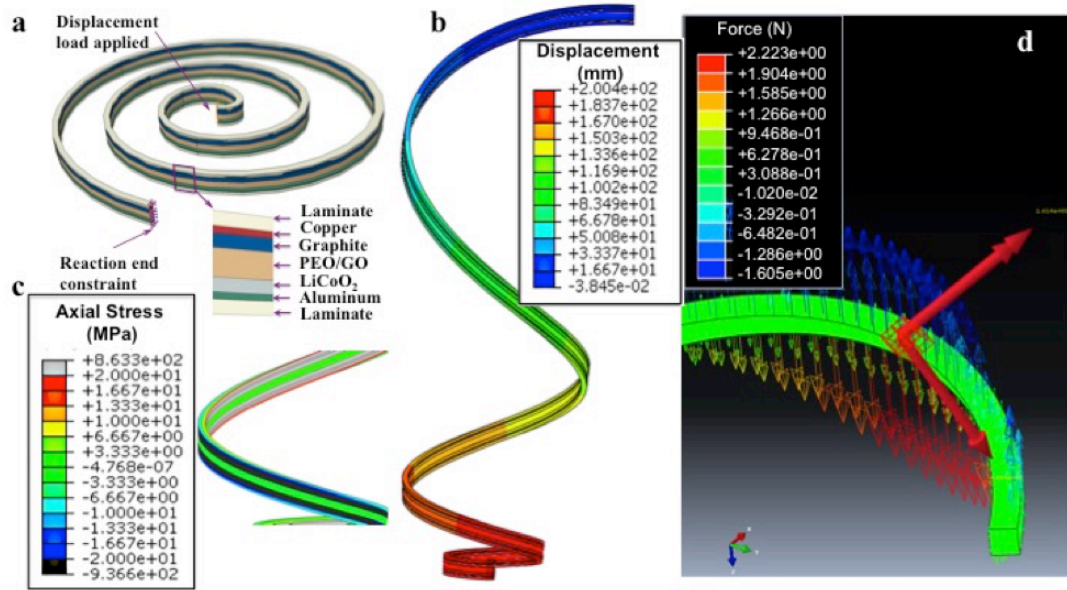 a
Displacement
load applied
Laminate
Copper
Graphite
PEO/GO
LiCoO₂
Aluminum
Laminate
Reaction end
constraint
b
Displacement
(mm)
+2.004e+02
+1.837e+02
+1.670e+02
+1.503e+02
+1.336e+02
+1.169e+02
+1.002e+02
+8.349e+01
+6.678e+01
+5.008e+01
+3.337e+01
+1.667e+01
-3.845e-02
c
Axial Stress
(MPa)
+8.633e+02
+2.000e+01
+1.667e+01
+1.333e+01
+1.000e+01
+6.667e+00
+3.333e+00
-4.768e-07
-3.333e+00
-6.667e+00
-1.000e+01
-1.333e+01
-1.667e+01
-2.000e+01
-9.366e+02
d
Force (N)
+2.223e+00
+1.904e+00
+1.585e+00
+1.266e+00
+9.468e-01
+6.278e-01
+3.088e-01
-1.020e-02
-3.292e-01
-6.482e-01
-1.286e+00
-1.605e+00